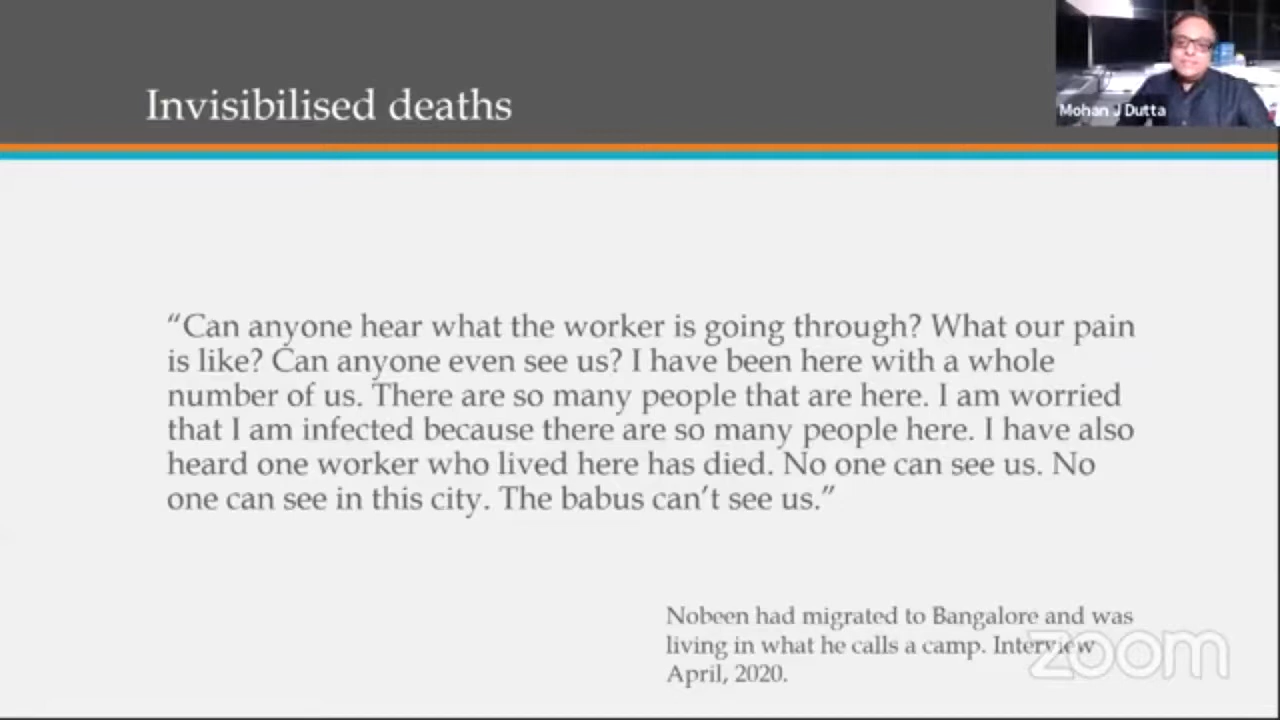 Invisibilised deaths
Mohan J Dutta
“Can anyone hear what the worker is going through? What our pain
is like? Can anyone even see us? I have been here with a whole
number of us. There are so many people that are here. I am worried
that I am infected because there are so many people here. I have also
heard one worker who lived here has died. No one can see us. No
one can see in this city. The babus can’t see us.”
Nobeen had migrated to Bangalore and was
living in what he calls a camp. Interview
April, 2020.
zoom